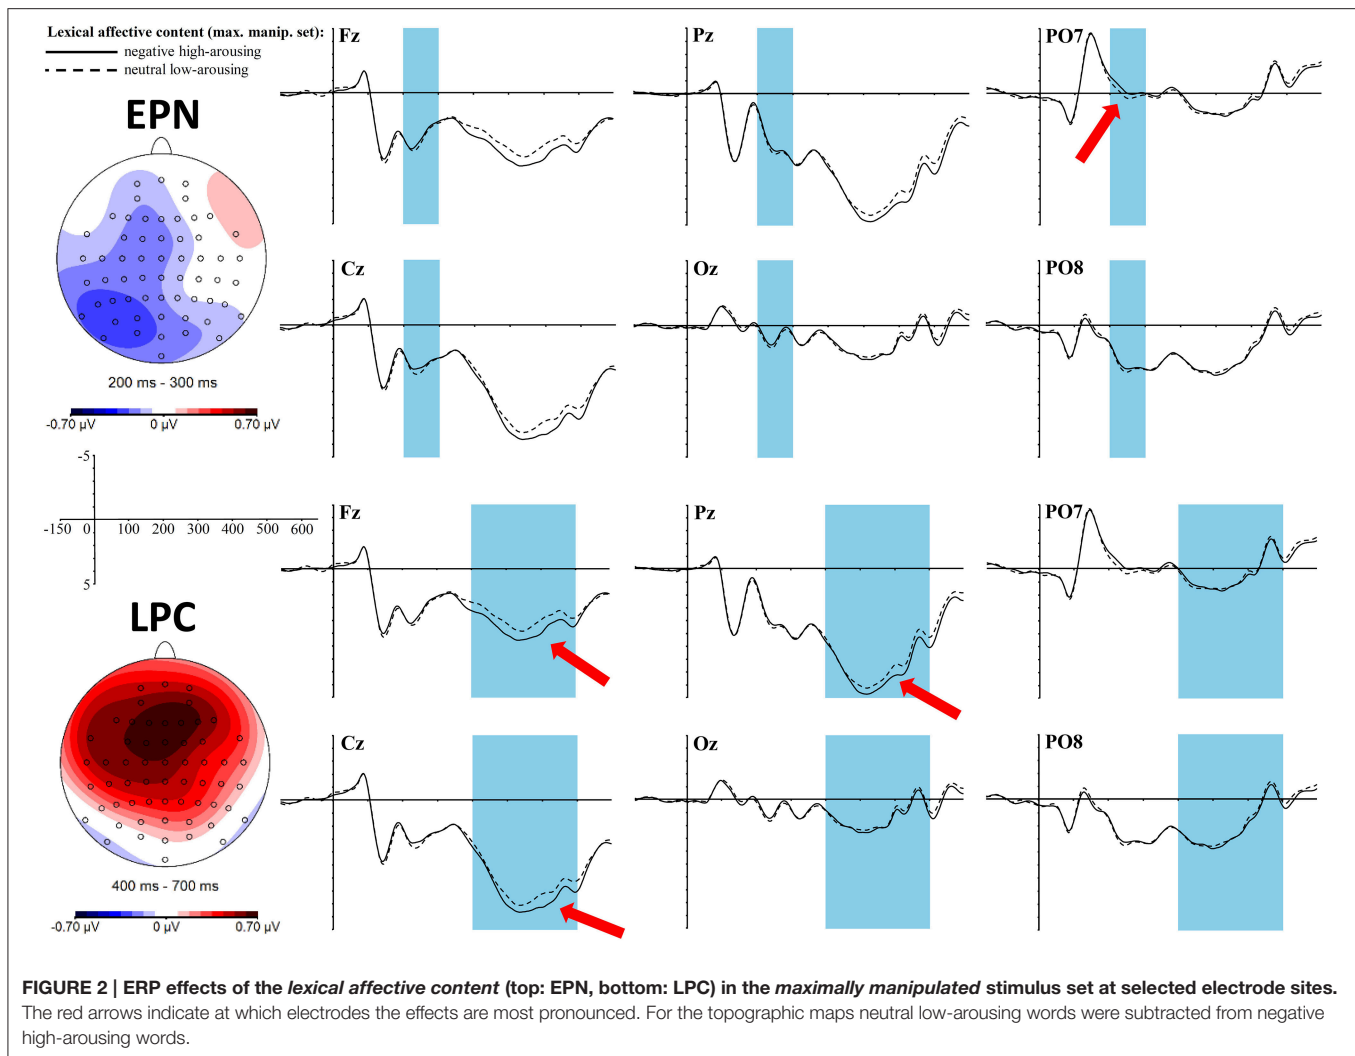 Lexical affective content (max. manip. set):
negative high-arousing
neutral low-arousing
EPN
200 ms - 300 ms
-0.70 µV 0 µV 0.70 µV
Fz
Pz
PO7
Cz
Oz
PO8
-5
-150 0 100 200 300 400 500 600
5
LPC
400 ms - 700 ms
-0.70 µV 0 µV 0.70 µV
Fz
Pz
PO7
Cz
Oz
PO8
FIGURE 2 | ERP effects of the lexical affective content (top: EPN, bottom: LPC) in the maximally manipulated stimulus set at selected electrode sites.
The red arrows indicate at which electrodes the effects are most pronounced. For the topographic maps neutral low-arousing words were subtracted from negative
high-arousing words.